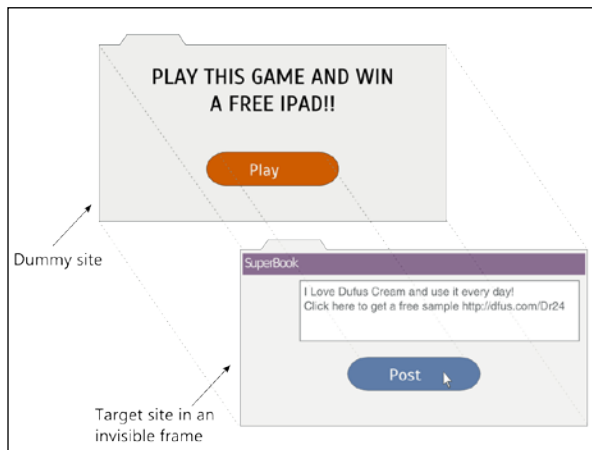 PLAY THIS GAME AND WIN
A FREE IPAD!!
Play
Dummy site
SuperBook
I Love Dufus Cream and use it every day!
Click here to get a free sample http://dfus.com/Dr24
Post
Target site in an
invisible frame